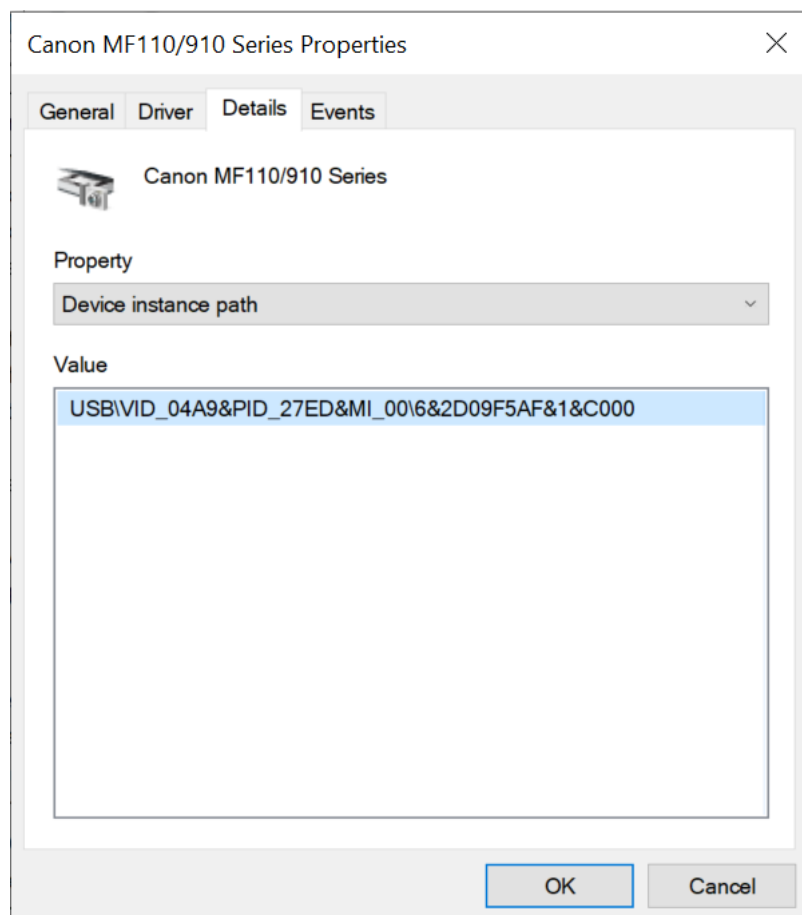 Canon MF110/910 Series Properties
General Driver Details Events
Canon MF110/910 Series
Property
Device instance path
Value
USB\VID_04A9&PID_27ED&MI_00\6&2D09F5AF&1&C000
OK Cancel